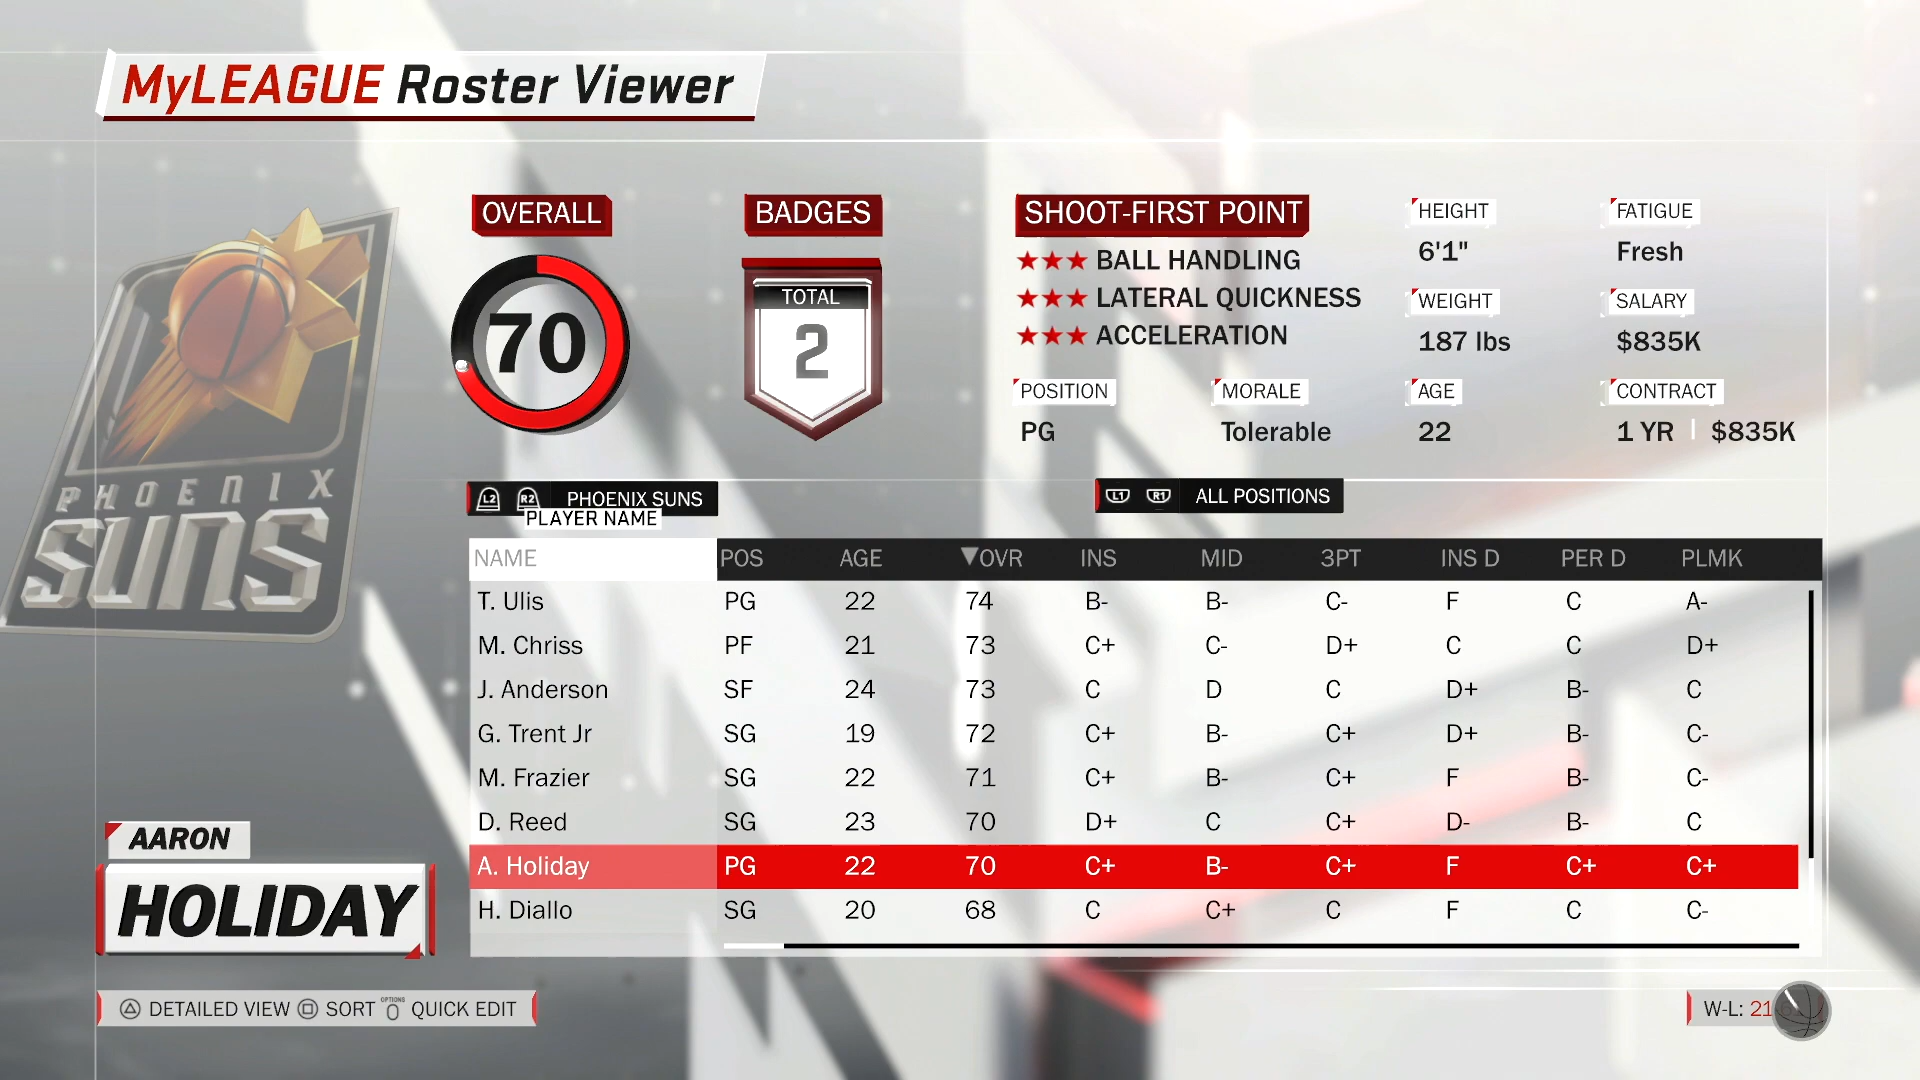 MyLEAGUE Roster Viewer
OVERALL
70
BADGES
TOTAL
2
SHOOT-FIRST POINT
★★★ BALL HANDLING
★★★ LATERAL QUICKNESS
★★★ ACCELERATION
POSITION
PG
MORALE
Tolerable
HEIGHT
6'1"
WEIGHT
187 lbs
AGE
22
FATIGUE
Fresh
SALARY
$835K
CONTRACT
1 YR | $835K
PHOENIX
SUNS
L2 R2 PHOENIX SUNS
PLAYER NAME
L1 R1 ALL POSITIONS
NAME POS AGE ▼OVR INS MID 3PT INS D PER D PLMK
T. Ulis PG 22 74 B- B- C- F C A-
M. Chriss PF 21 73 C+ C- D+ C C D+
J. Anderson SF 24 73 C D C D+ B- C
G. Trent Jr SG 19 72 C+ B- C+ D+ B- C-
M. Frazier SG 22 71 C+ B- C+ F B- C-
D. Reed SG 23 70 D+ C C+ D- B- C
A. Holiday PG 22 70 C+ B- C+ F C+ C+
H. Diallo SG 20 68 C C+ C F C C-
AARON
HOLIDAY
DETAILED VIEW SORT OPTIONS QUICK EDIT
W-L: 21